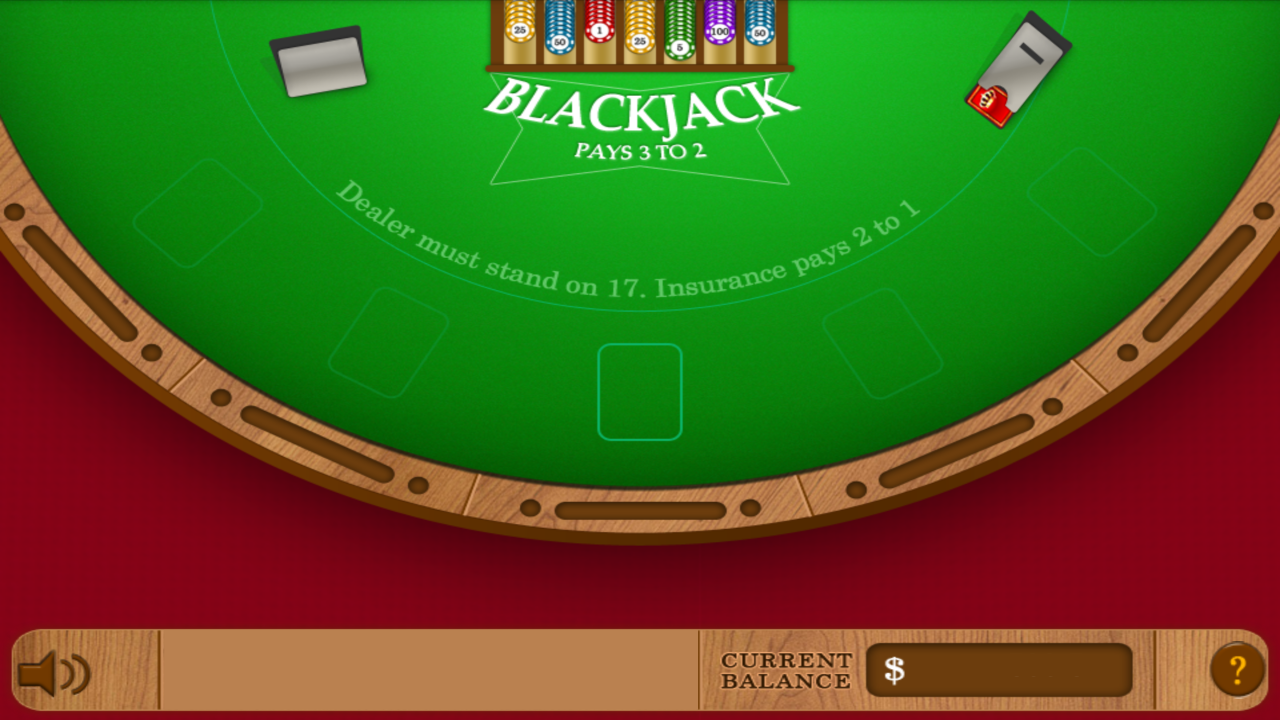 25 50 1 25 5 100 50
BLACKJACK
PAYS 3 TO 2
Dealer must stand on 17. Insurance pays 2 to 1
CURRENT
BALANCE
$
?